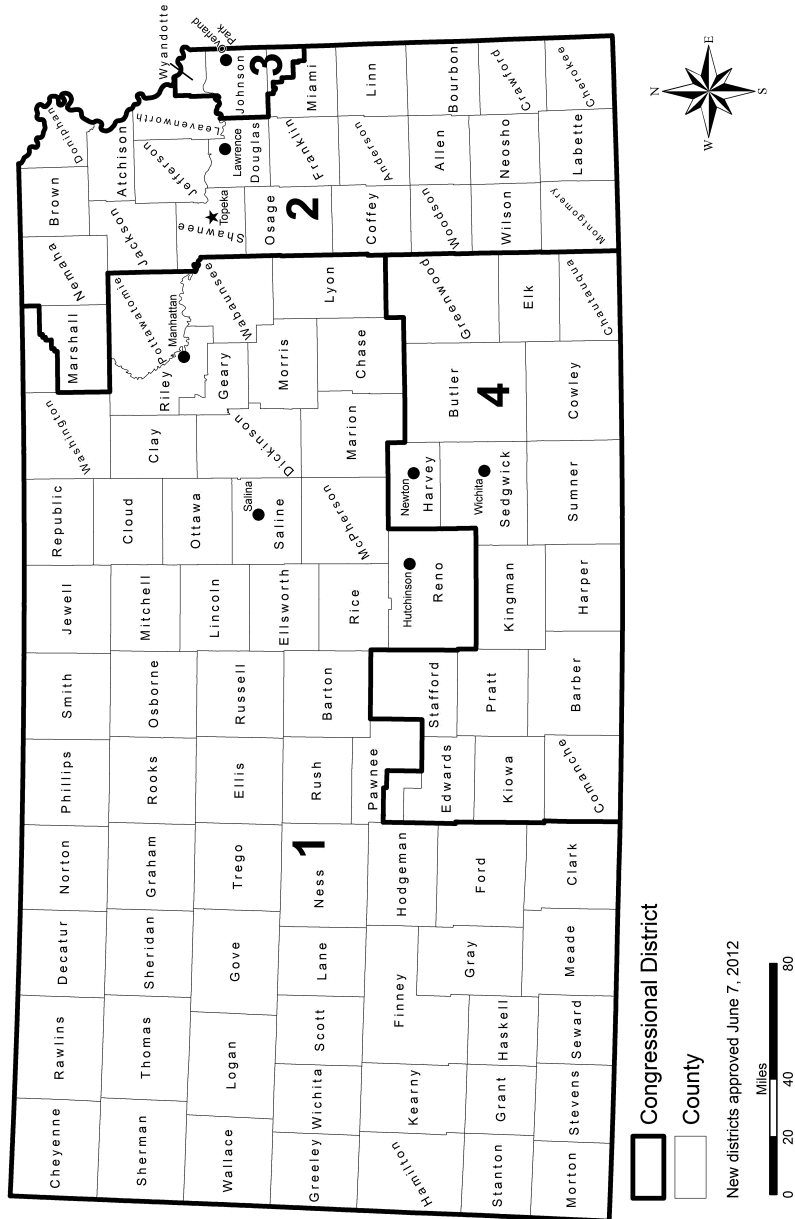 Cheyenne
Rawlins
Decatur
Norton
Phillips
Smith
Jewell
Republic
Washington
Marshall
Nemaha
Brown
Doniphan
Sherman
Thomas
Sheridan
Graham
Rooks
Osborne
Mitchell
Cloud
Clay
Riley
Pottawatomie
Manhattan
Jackson
Atchison
Jefferson
Leavenworth
Wyandotte
Overland
Park
Wallace
Logan
Gove
Trego
Ellis
Russell
Lincoln
Ottawa
Dickinson
Geary
Wabaunsee
Shawnee
Topeka
Lawrence
Douglas
Johnson
3
Greeley
Wichita
Scott
Lane
Ness
1
Rush
Barton
Ellsworth
Salina
Saline
Morris
Lyon
Osage
2
Franklin
Miami
Hamilton
Kearny
Finney
Hodgeman
Pawnee
Rice
McPherson
Marion
Chase
Coffey
Anderson
Linn
Stanton
Grant
Haskell
Gray
Ford
Edwards
Stafford
Hutchinson
Reno
Newton
Harvey
Wichita
Sedgwick
Butler
4
Greenwood
Woodson
Allen
Bourbon
Kiowa
Pratt
Kingman
Elk
Wilson
Neosho
Crawford
Morton
Stevens
Seward
Meade
Clark
Comanche
Barber
Harper
Sumner
Cowley
Chautauqua
Montgomery
Labette
Cherokee
Congressional District
County
New districts approved June 7, 2012
0 20 40 80
Miles
N
E
S
W